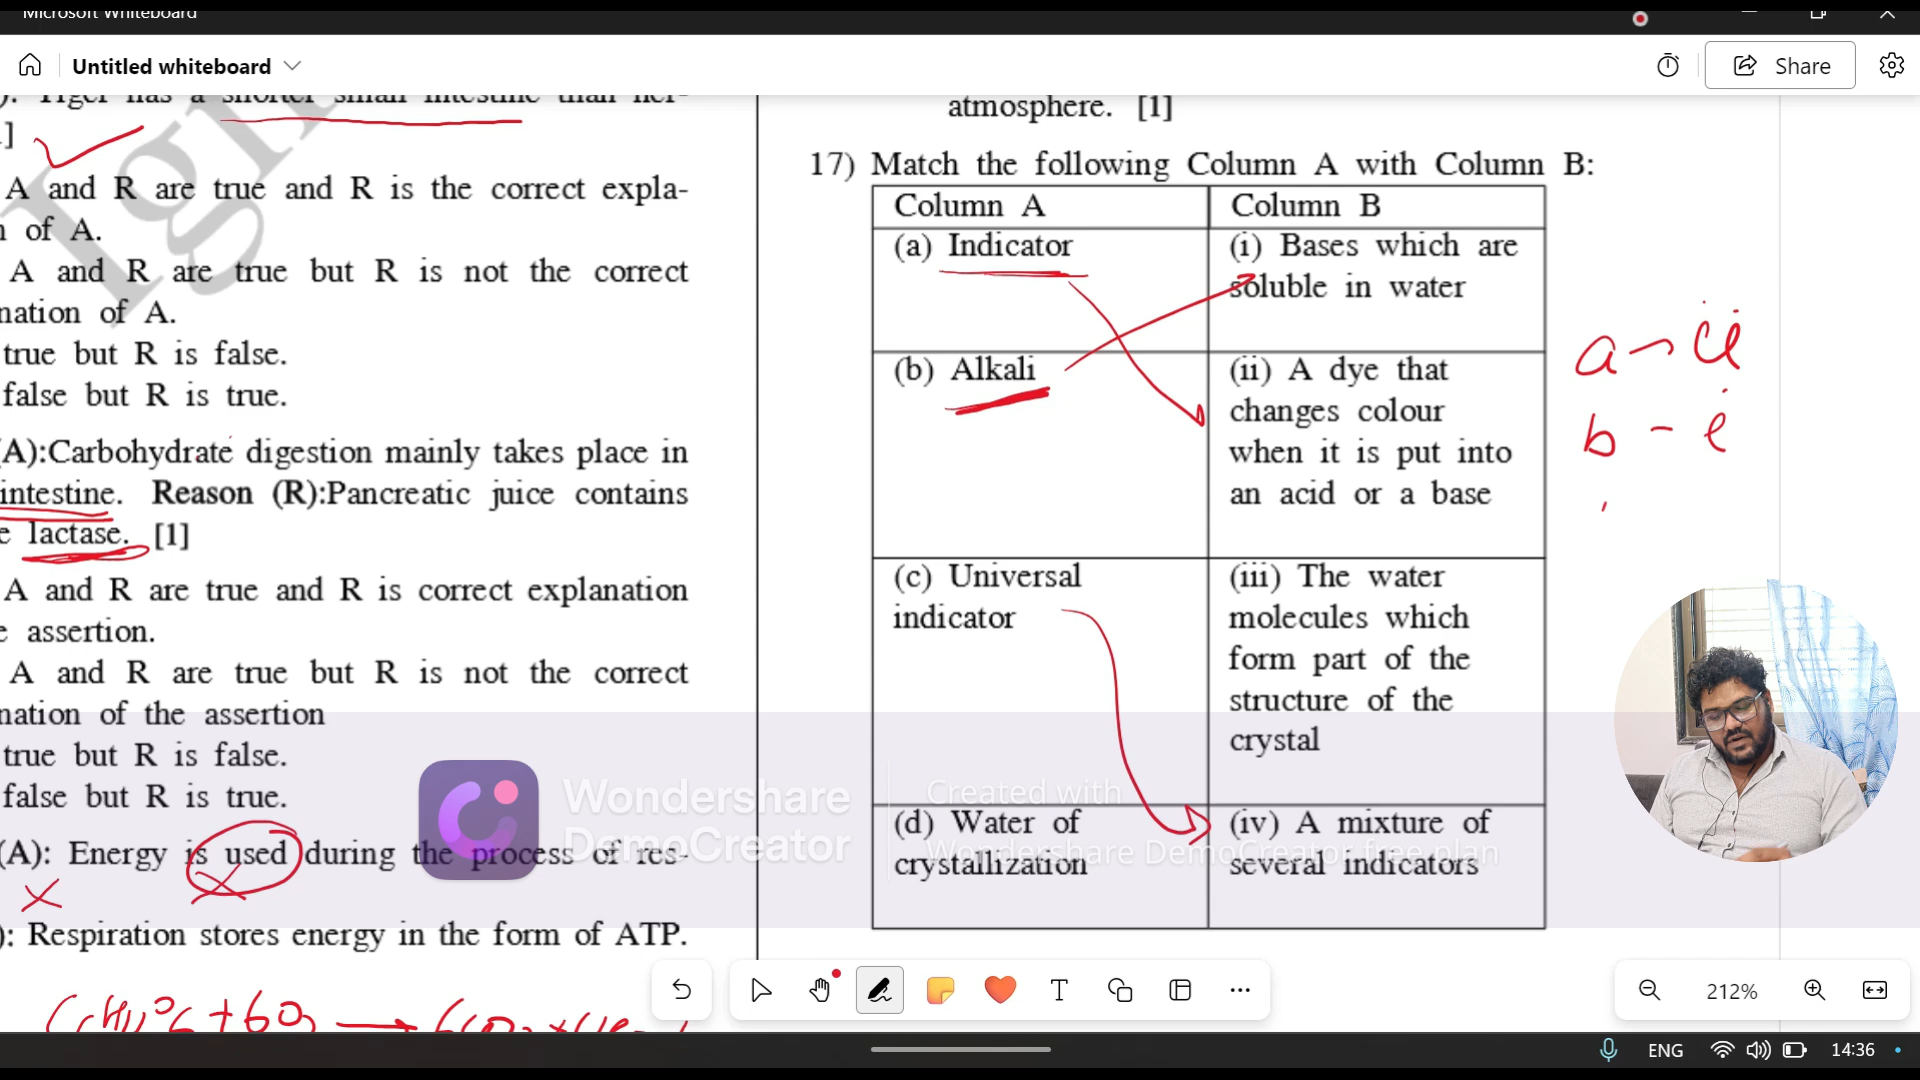 Microsoft Whiteboard
Untitled whiteboard
Share
Tiger has a shorter small intestine than her-
]
A and R are true and R is the correct expla-
n of A.
A and R are true but R is not the correct
nation of A.
true but R is false.
false but R is true.
(A):Carbohydrate digestion mainly takes place in
intestine. Reason (R):Pancreatic juice contains
e lactase. [1]
A and R are true and R is correct explanation
e assertion.
A and R are true but R is not the correct
nation of the assertion
true but R is false.
false but R is true.
(A): Energy is used during the process of res-
): Respiration stores energy in the form of ATP.
atmosphere. [1]
17) Match the following Column A with Column B:
Column A
Column B
(a) Indicator
(i) Bases which are
soluble in water
(b) Alkali
(ii) A dye that
changes colour
when it is put into
an acid or a base
(c) Universal
indicator
(iii) The water
molecules which
form part of the
structure of the
crystal
(d) Water of
crystallization
(iv) A mixture of
several indicators
a - ii
b - i
Wondershare
DemoCreator
Created with
Wondershare DemoCreator free plan
212%
ENG
14:36